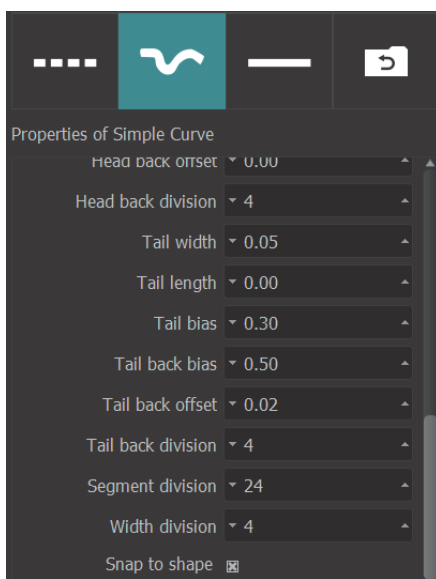 Properties of Simple Curve
Head back offset 0.00
Head back division 4
Tail width 0.05
Tail length 0.00
Tail bias 0.30
Tail back bias 0.50
Tail back offset 0.02
Tail back division 4
Segment division 24
Width division 4
Snap to shape